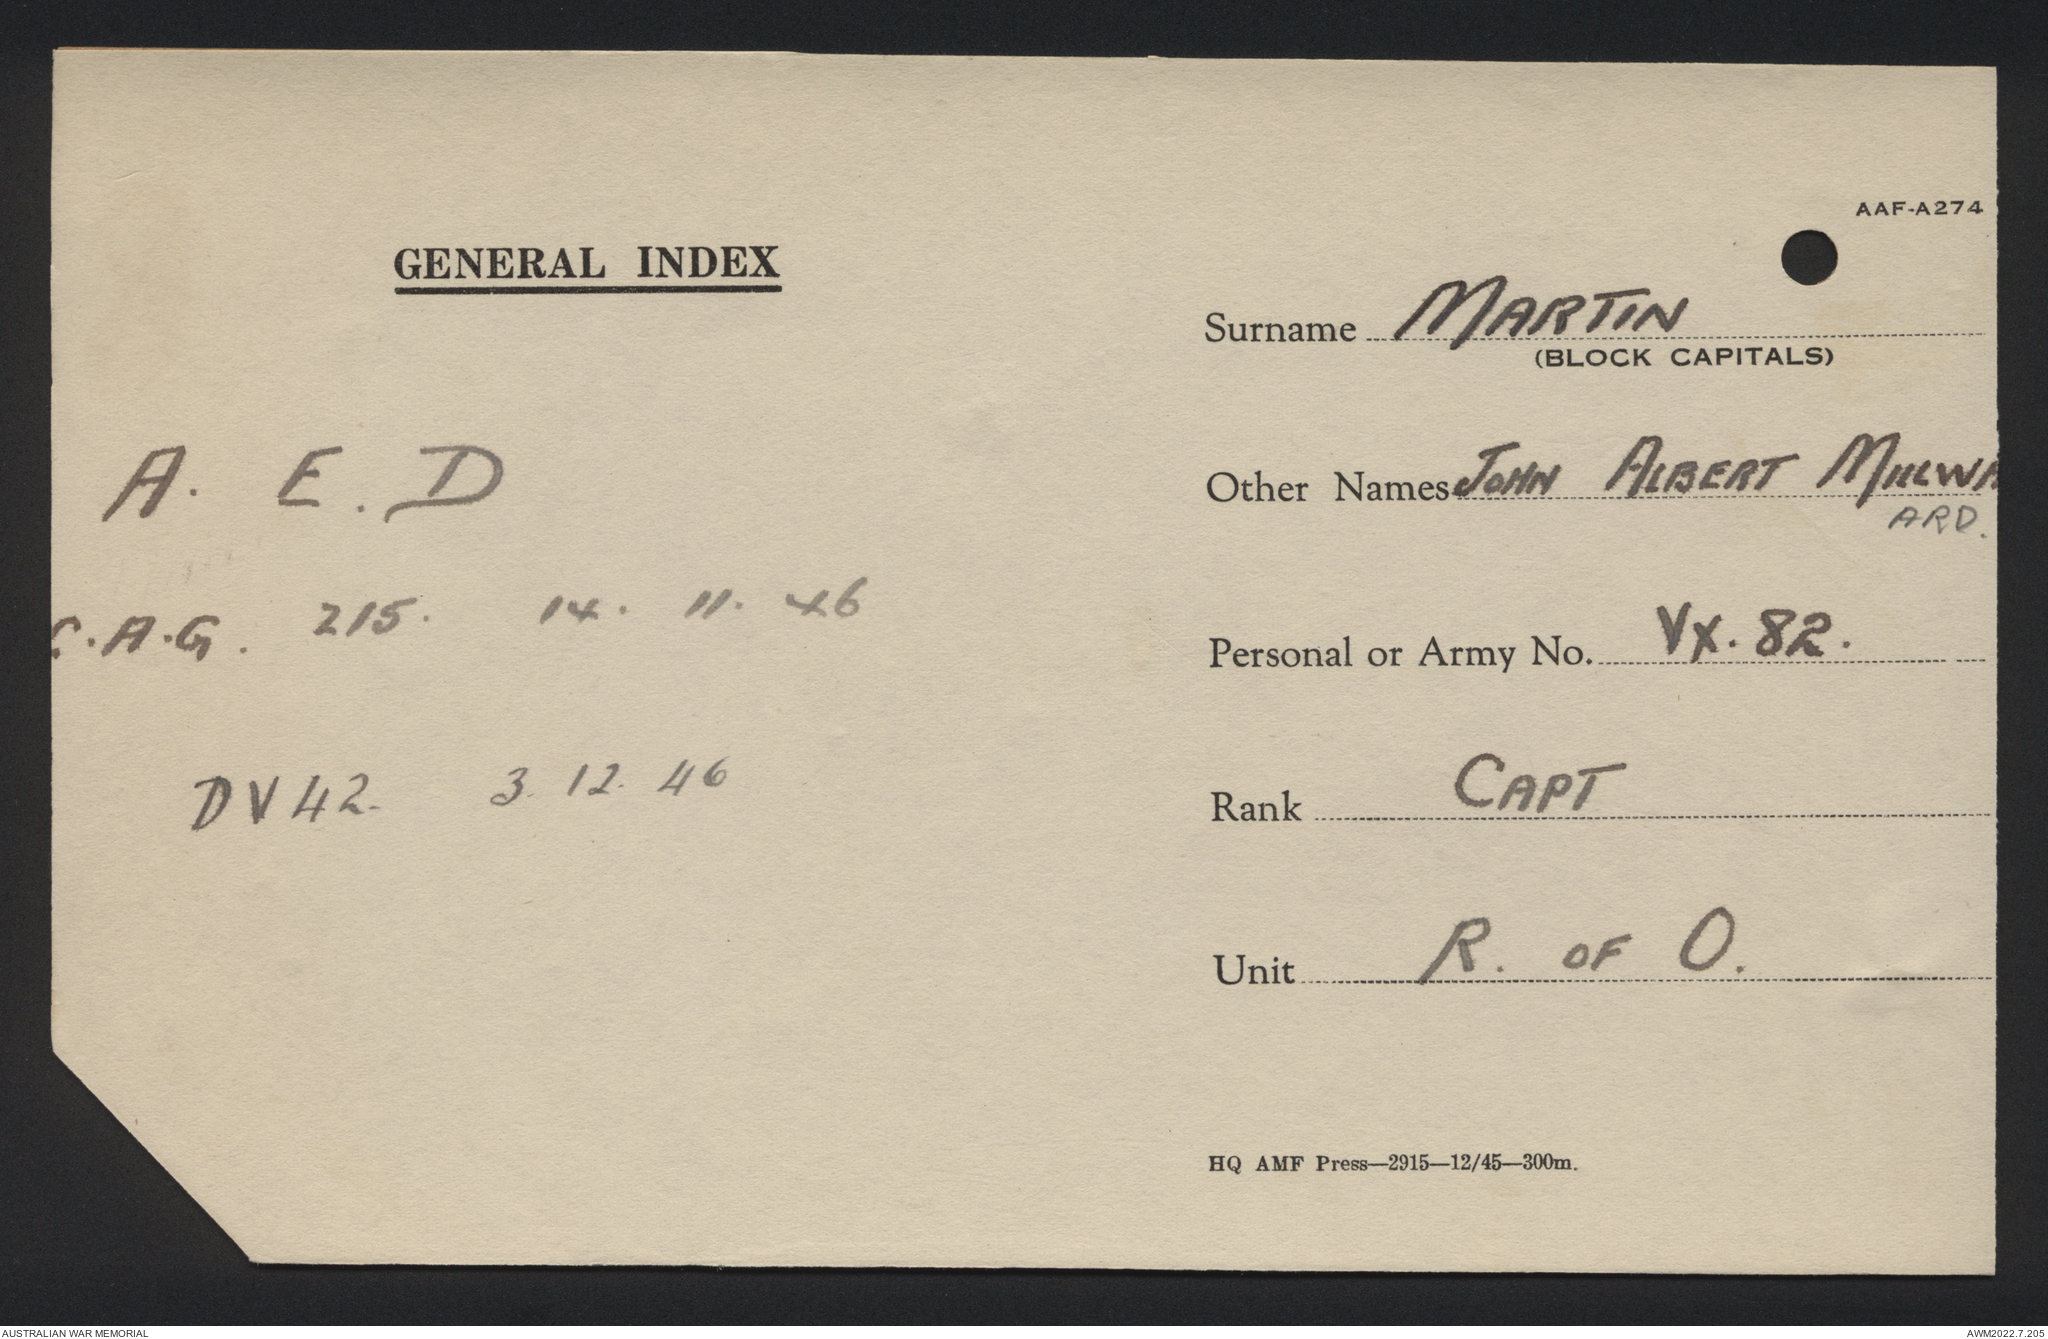 AAF-A274
GENERAL INDEX
Surname MARTIN
(BLOCK CAPITALS)
A. E. D
Other Names JOHN ALBERT MILLWA
ARD.
C.A.G. 215. 14. 11. 46
Personal or Army No. VX. 82.
DV42. 3. 12. 46
Rank CAPT
Unit R. OF O.
HQ AMF Press—2915—12/45—300m.
AUSTRALIAN WAR MEMORIAL
AWM2022.7.205